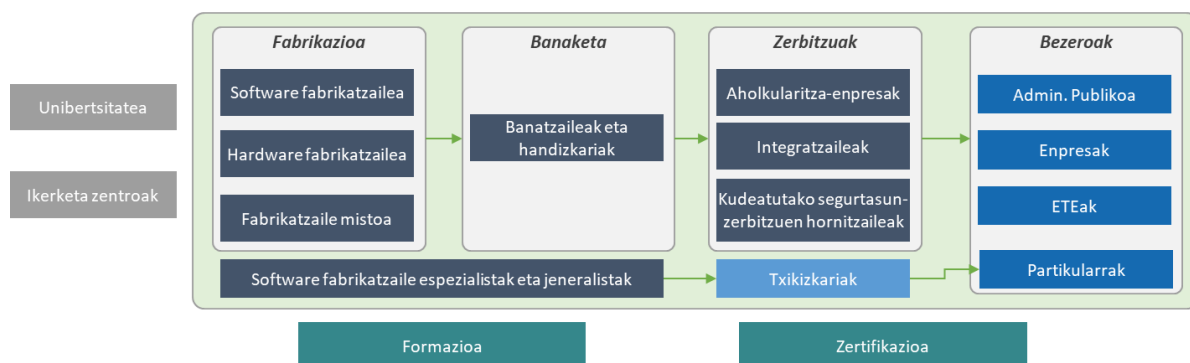 Unibertsitatea
Ikerketa zentroak
Fabrikazioa
Software fabrikatzailea
Hardware fabrikatzailea
Fabrikatzaile mistoa
Banaketa
Banatzaileak eta
handizkariak
Zerbitzuak
Aholkularitza-enpresak
Integratzaileak
Kudeatutako segurtasun-
zerbitzuen hornitzaileak
Bezeroak
Admin. Publikoa
Enpresak
ETEak
Partikularrak
Software fabrikatzaile espezialistak eta jeneralistak
Txikizkariak
Formazioa
Zertifikazioa